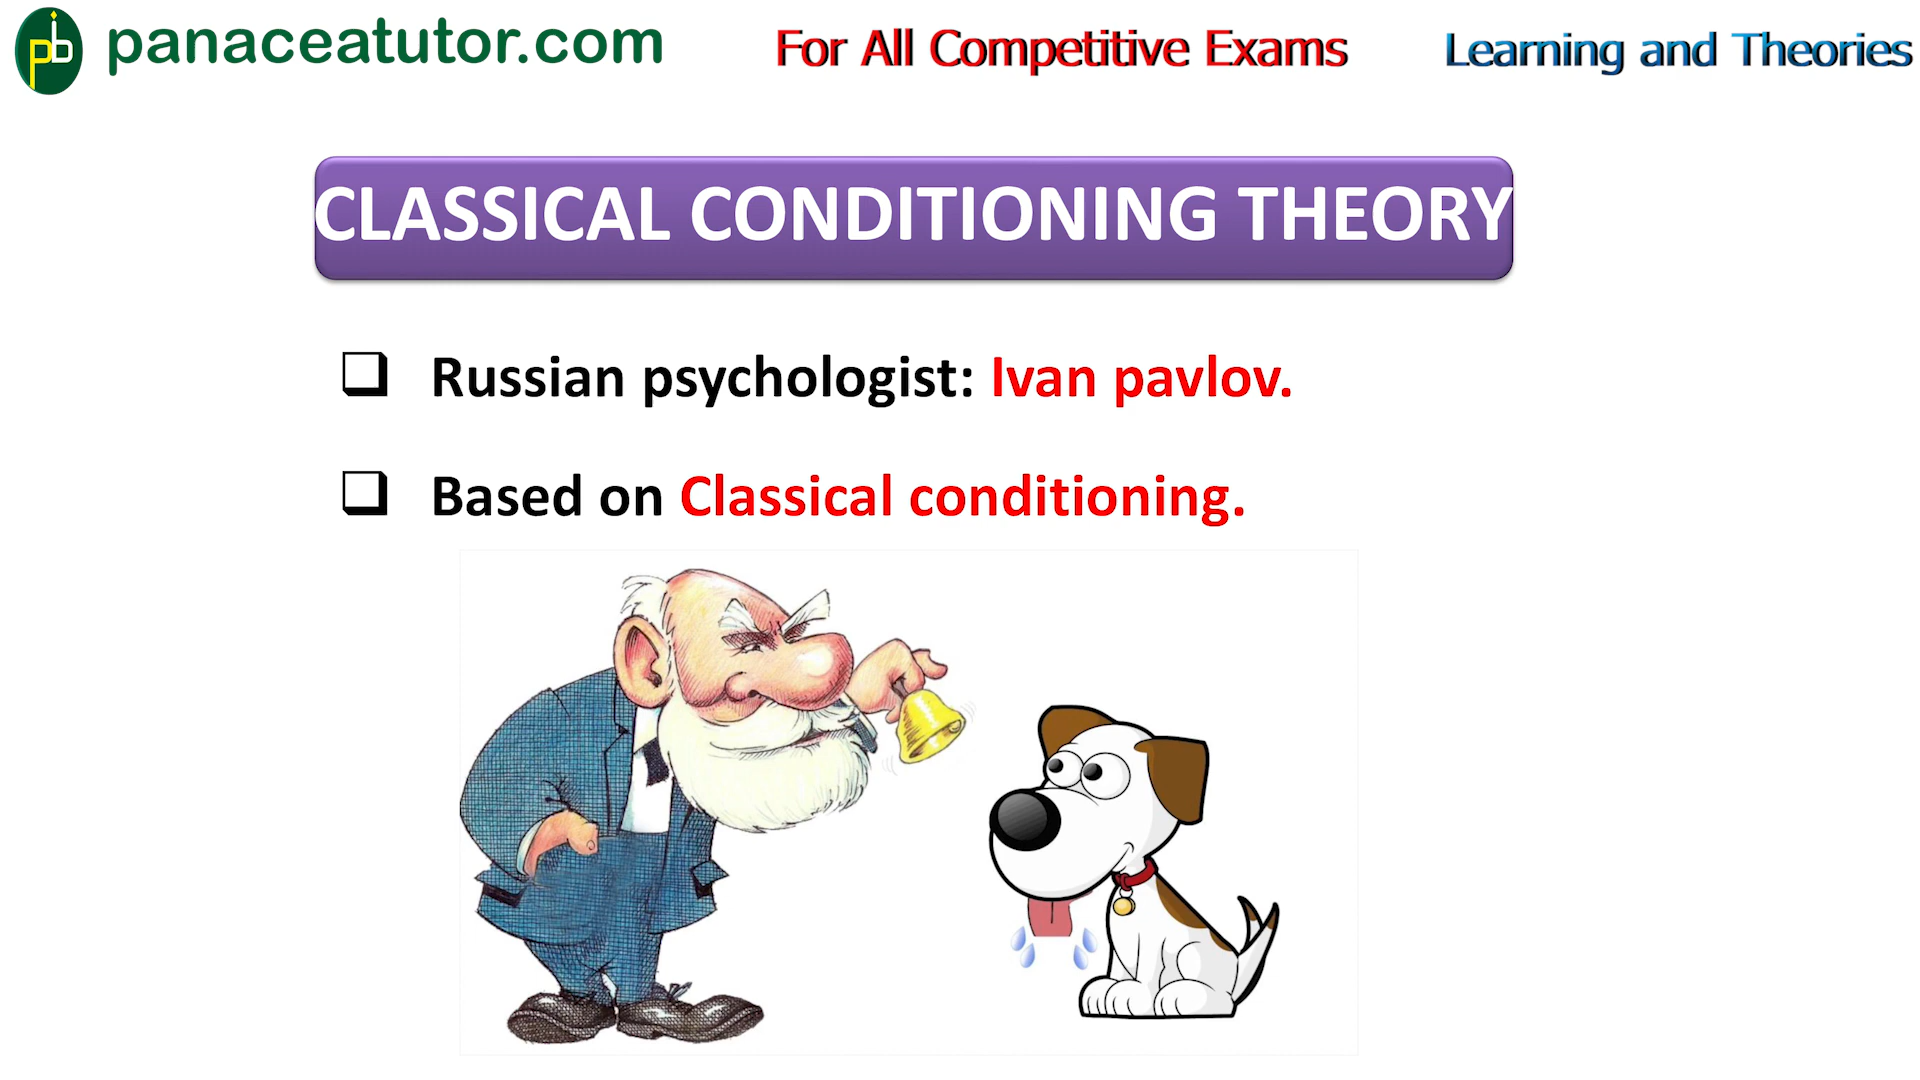 pb panaceatutor.com
For All Competitive Exams
Learning and Theories
CLASSICAL CONDITIONING THEORY
❑ Russian psychologist: Ivan pavlov.
❑ Based on Classical conditioning.